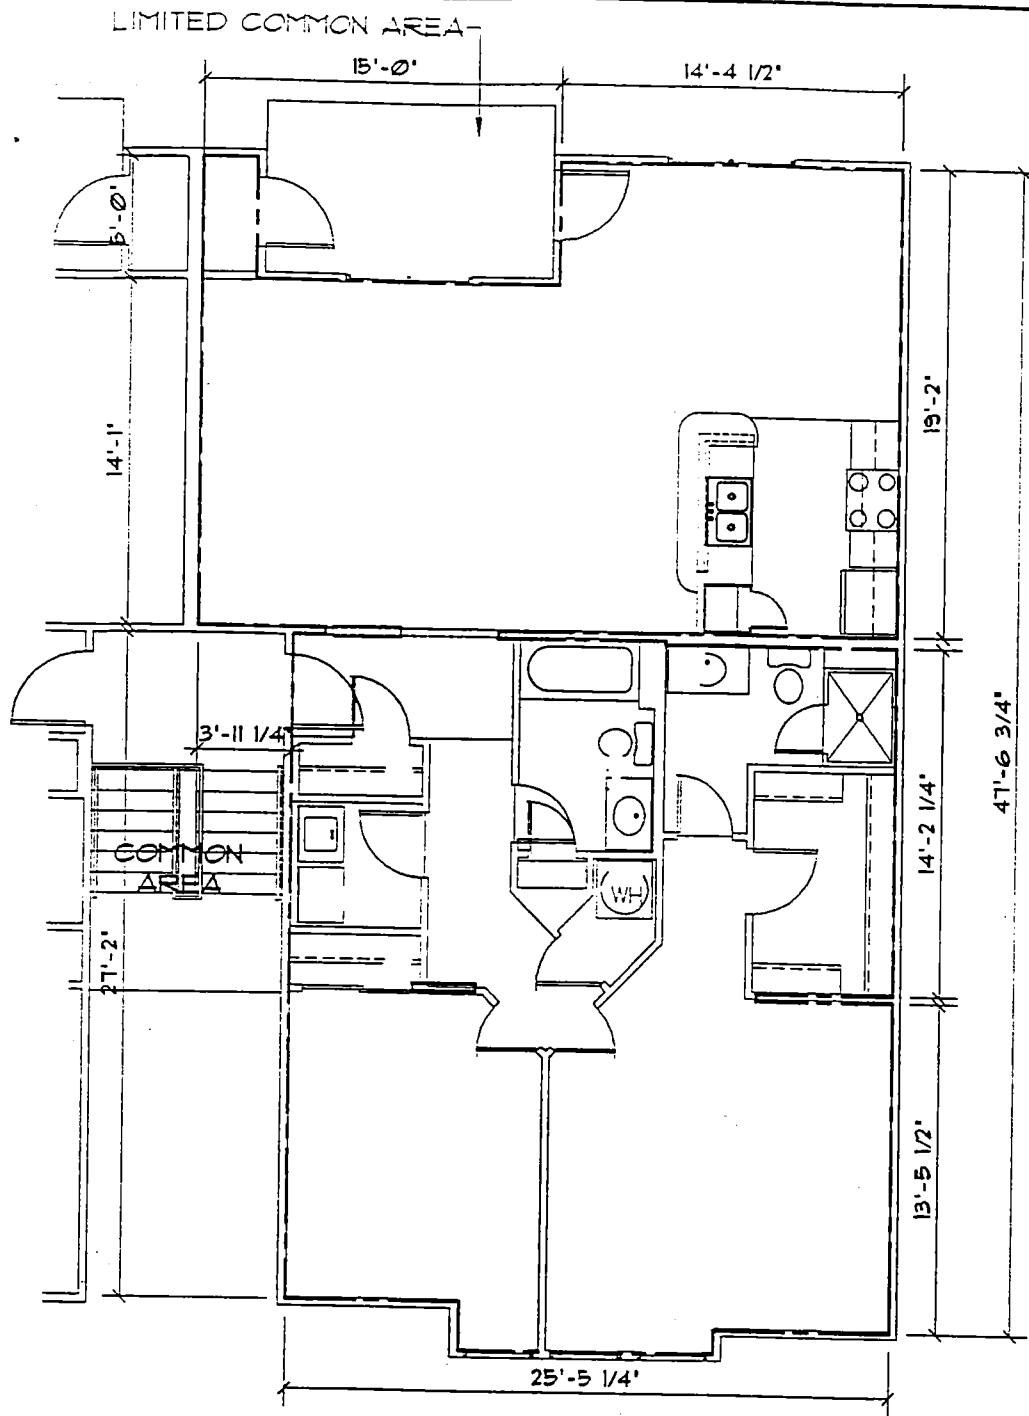 LIMITED COMMON AREA
15'-0"
14'-4 1/2"
5'-0"
19'-2"
14'-1"
3'-11 1/4"
47'-6 3/4"
14'-2 1/4"
COMMON
AREA
WH
27'-2"
13'-5 1/2"
25'-5 1/4"